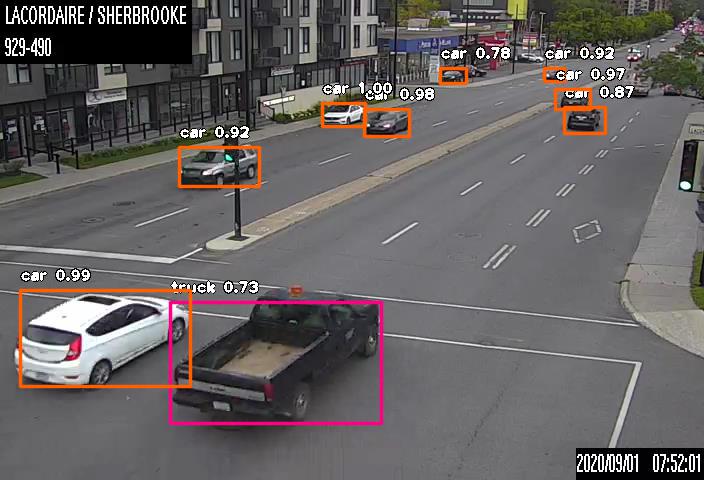 LACORDAIRE / SHERBROOKE
929-490
car 0.78
car 0.92
car 0.97
car 1.00
car 0.98
car 0.87
car 0.92
car 0.99
truck 0.73
2020/09/01 07:52:01